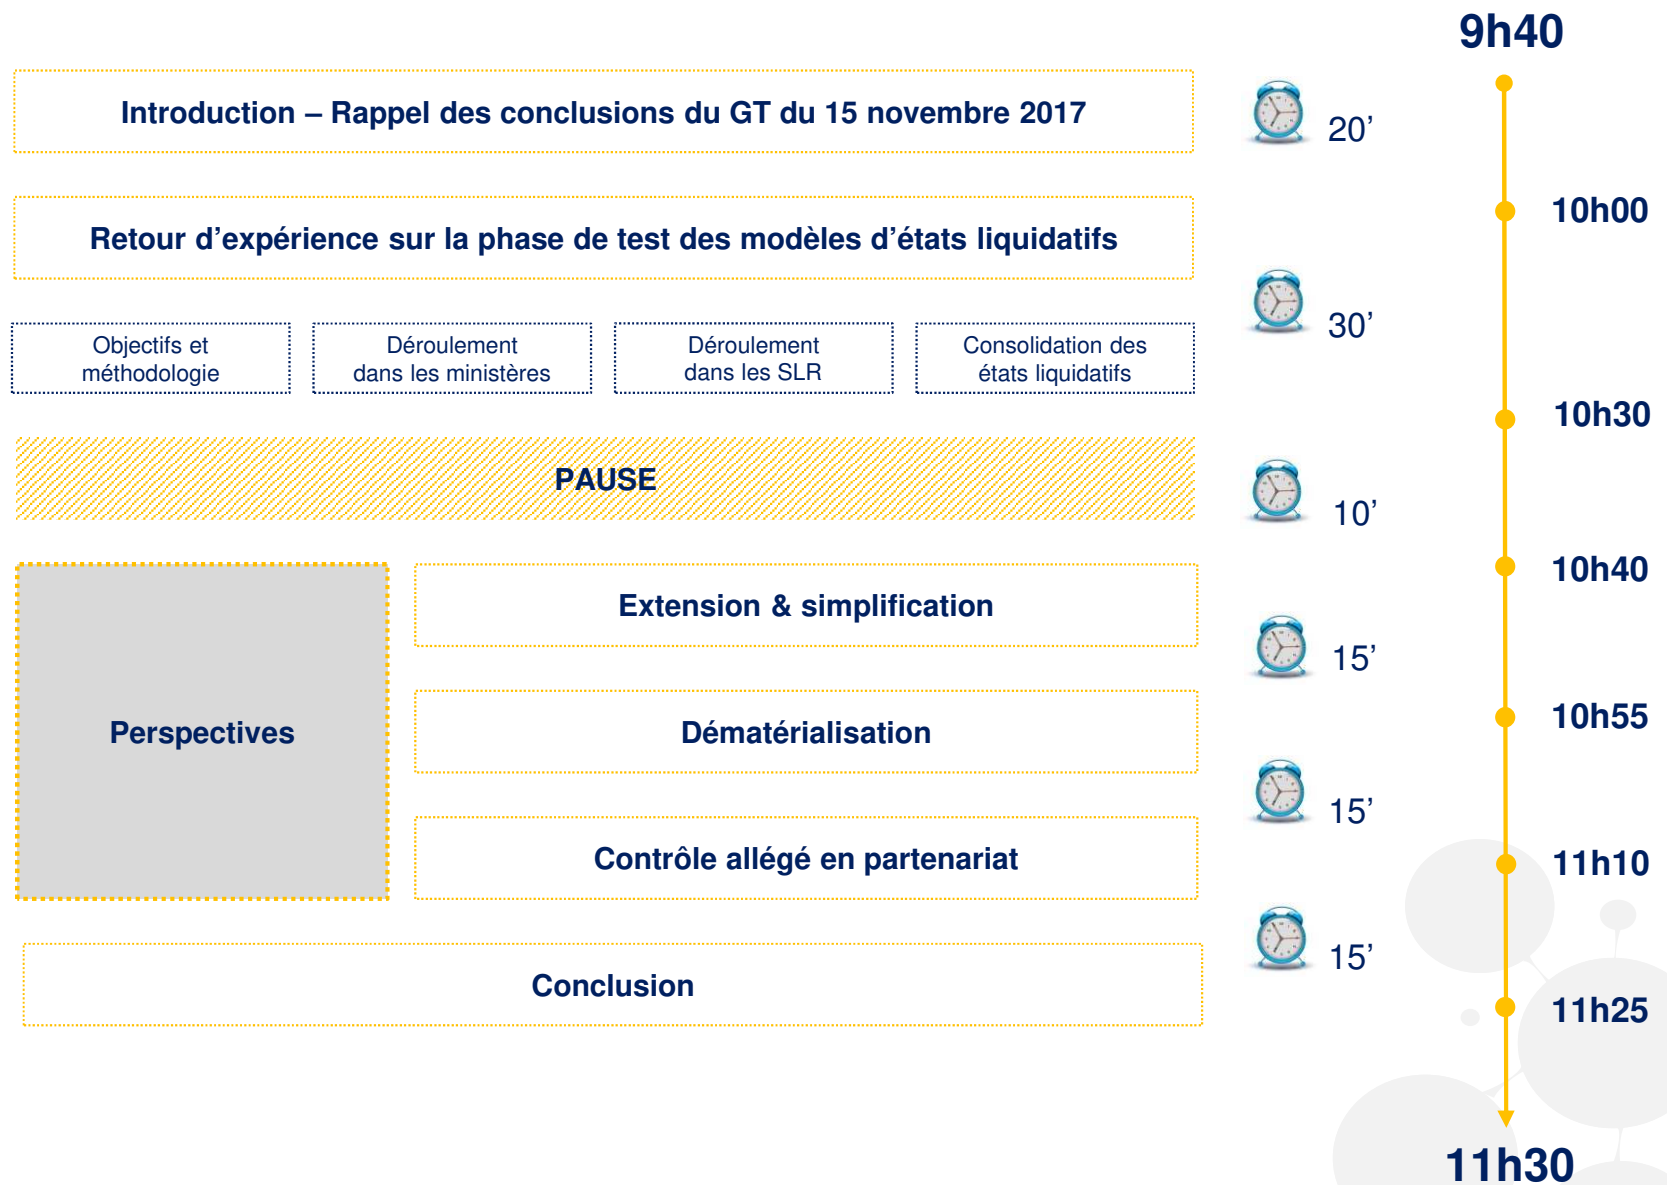 9h40
Introduction – Rappel des conclusions du GT du 15 novembre 2017
20’
10h00
Retour d’expérience sur la phase de test des modèles d’états liquidatifs
30’
Objectifs et
méthodologie
Déroulement
dans les ministères
Déroulement
dans les SLR
Consolidation des
états liquidatifs
10h30
PAUSE
10’
10h40
Extension & simplification
15’
10h55
Perspectives
Dématérialisation
15’
11h10
Contrôle allégé en partenariat
15’
Conclusion
11h25
11h30